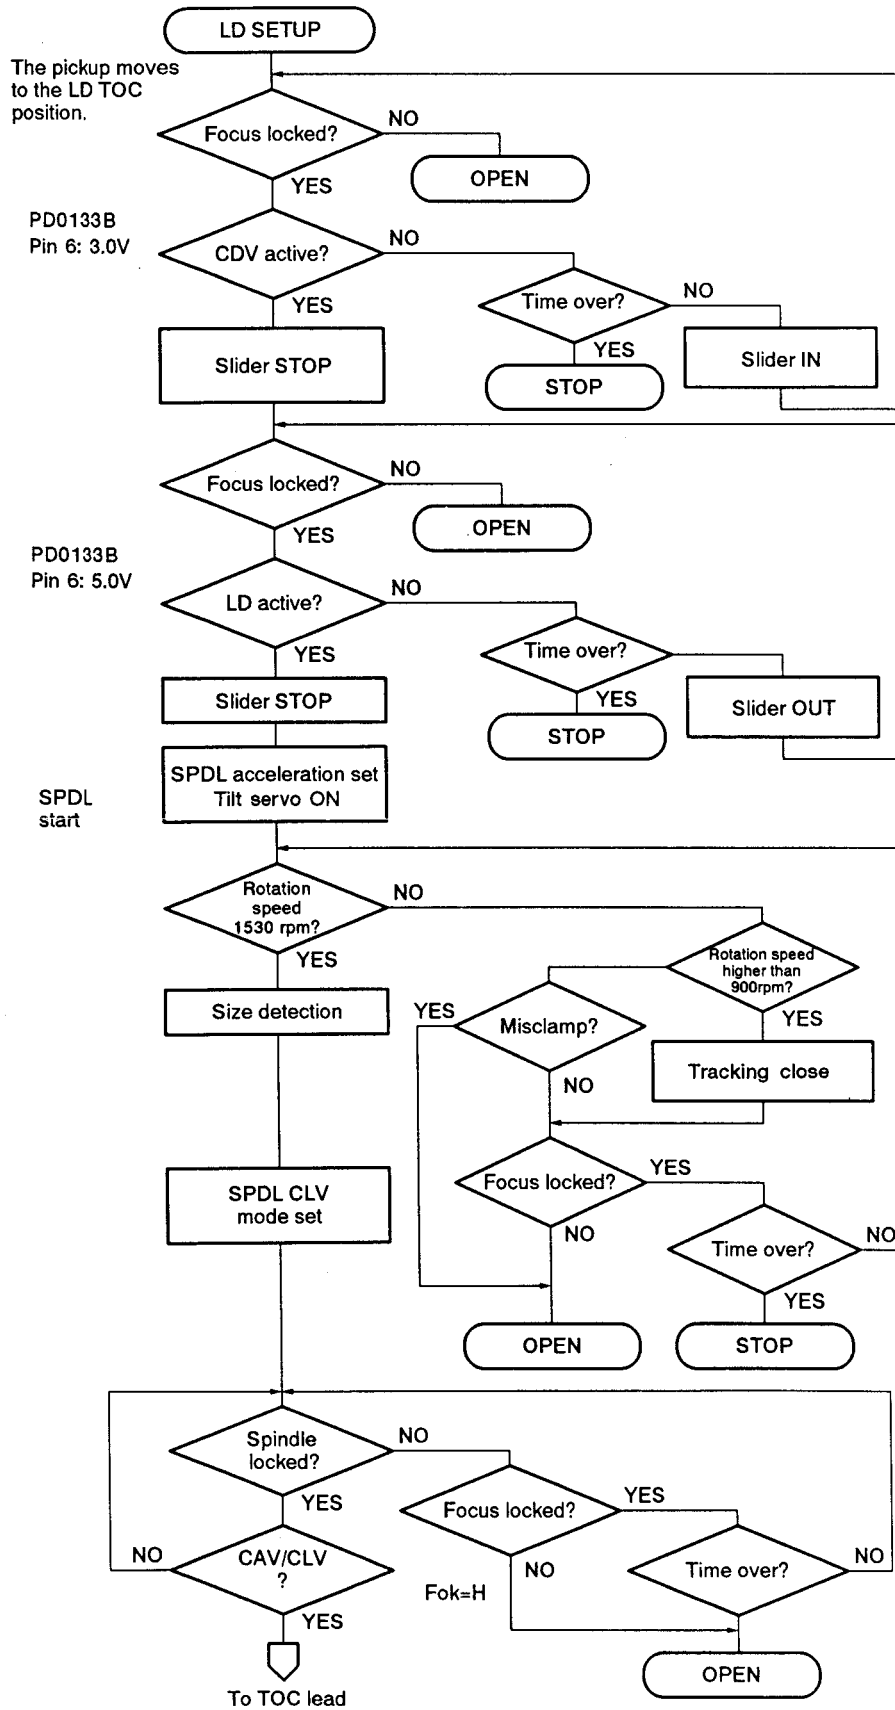 LD SETUP
The pickup moves
to the LD TOC
position.
Focus locked?
NO
OPEN
YES
PD0133B
Pin 6: 3.0V
CDV active?
NO
YES
Time over?
NO
YES
Slider STOP
STOP
Slider IN
Focus locked?
NO
OPEN
YES
PD0133B
Pin 6: 5.0V
LD active?
NO
YES
Time over?
YES
Slider STOP
STOP
Slider OUT
SPDL acceleration set
Tilt servo ON
SPDL
start
Rotation
speed
1530 rpm?
NO
YES
Rotation speed
higher than
900rpm?
YES
Size detection
YES
Misclamp?
NO
Tracking close
Focus locked?
YES
NO
SPDL CLV
mode set
Time over?
NO
YES
OPEN
STOP
Spindle
locked?
NO
YES
Focus locked?
YES
NO
Fok=H
CAV/CLV
?
NO
YES
Time over?
NO
OPEN
To TOC lead